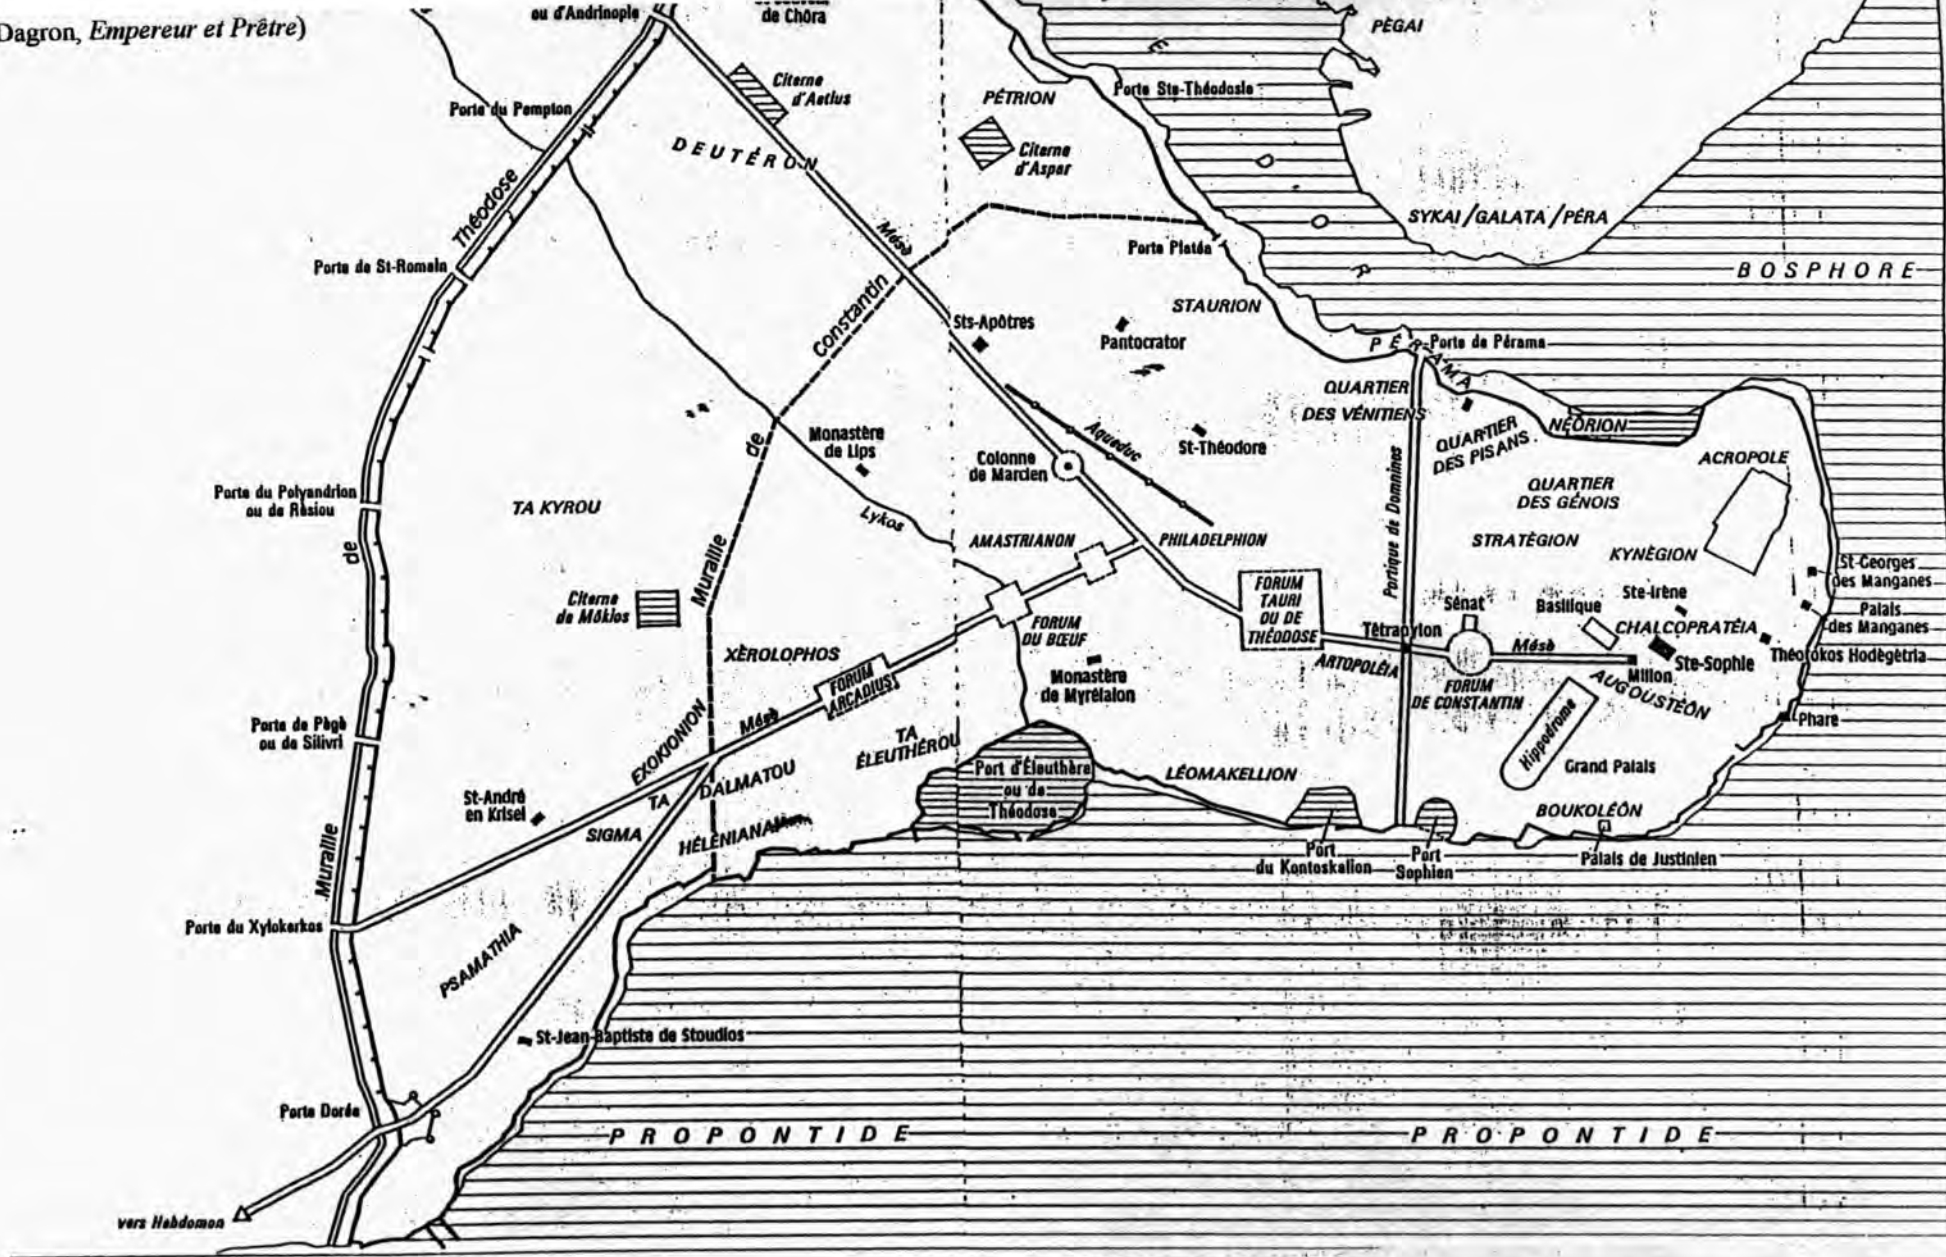 Dagron, Empereur et Prêtre)
ou d'Andrinople
de Chôra
PÈGAI
Citerne
d'Aetius
Porte Ste-Théodosie
Porte du Pempton
PÉTRION
DEUTÉRON
Citerne
d'Aspar
E
Théodose
Mésè
SYKAI/GALATA/PÉRA
Porte Platéa
Porte de St-Romain
R
BOSPHORE
Constantin
STAURION
Sts-Apôtres
Pantocrator
PÉRAMA
Porte de Pérama
QUARTIER
DES VÉNITIENS
NÉORION
de
Monastère
de Lips
Aqueduc
St-Théodore
QUARTIER
DES PISANS
Colonne
de Marcien
ACROPOLE
Porte du Polyandrion
ou de Rèsiou
TA KYROU
Lykos
Portique de Domninos
QUARTIER
DES GÉNOIS
de
AMASTRIANON
PHILADELPHION
STRATÈGION
KYNÈGION
Muraille
St-Georges
des Manganes
Citerne
de Môkios
FORUM
TAURI
OU DE
THÉODOSE
Sénat
Basilique
Ste-Irène
Palais
des Manganes
FORUM
DU BŒUF
Tétrapylon
CHALCOPRATÉIA
XÈROLOPHOS
Mésè
Ste-Sophie
Théotokos Hodègètria
ARTOPOLÉIA
Monastère
de Myrélaion
Milion
FORUM
ARCADIUS
FORUM
DE CONSTANTIN
AUGOUSTÉON
Porte de Pègè
ou de Silivri
Mésè
EXOKIONION
Phare
TA
ÉLEUTHÉROU
Hippodrome
Port d'Éleuthère
ou de
Théodose
LÉOMAKELLION
Grand Palais
St-André
en Krisei
TA DALMATOU
BOUKOLÉÔN
SIGMA
HÉLÉNIANAI
Muraille
Port
du Kontoskalion
Port
Sophien
Palais de Justinien
Porte du Xylokerkos
PSAMATHIA
St-Jean-Baptiste de Stoudios
Porte Dorée
PROPONTIDE
PROPONTIDE
vers Hebdomon